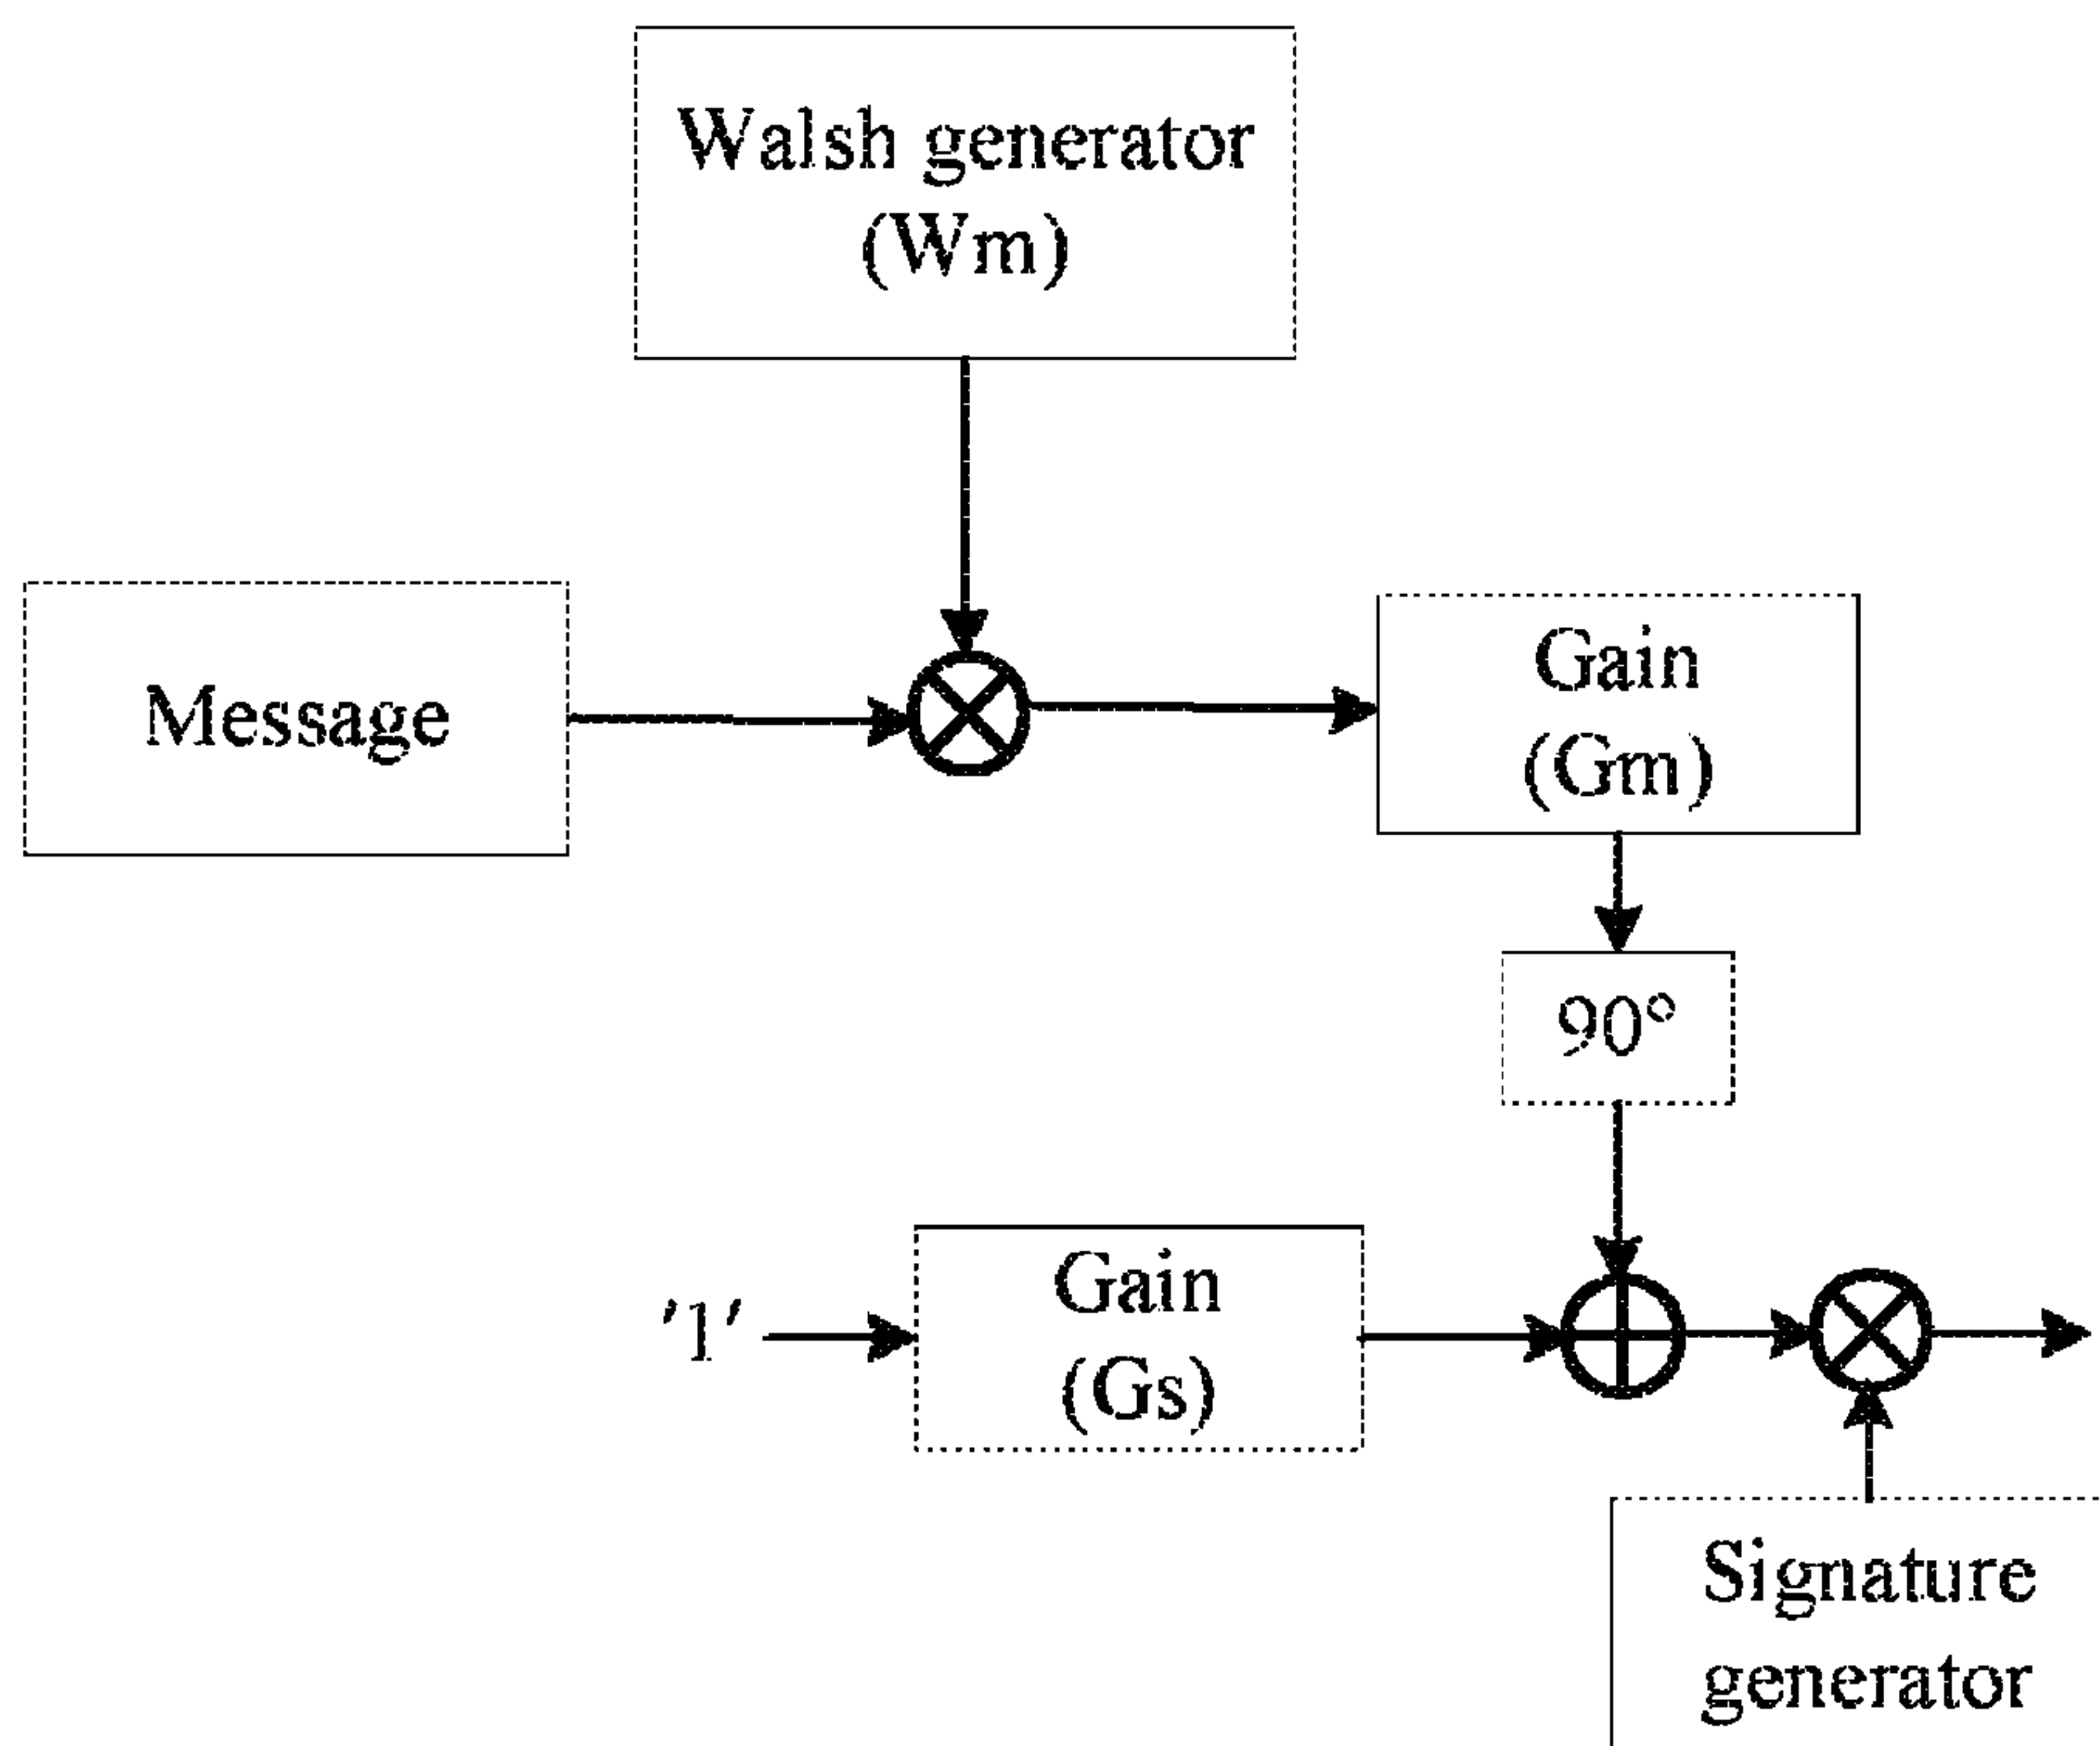 Walsh generator
(Wm)
Message
Gain
(Gm)
90°
'1'
Gain
(Gs)
Signature
generator